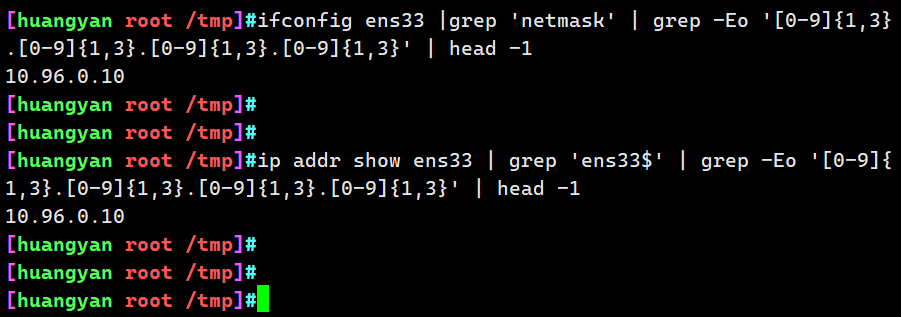 [huangyan root /tmp]#ifconfig ens33 |grep 'netmask' | grep -Eo '[0-9]{1,3}
.[0-9]{1,3}.[0-9]{1,3}.[0-9]{1,3}' | head -1
10.96.0.10
[huangyan root /tmp]#
[huangyan root /tmp]#
[huangyan root /tmp]#ip addr show ens33 | grep 'ens33$' | grep -Eo '[0-9]{
1,3}.[0-9]{1,3}.[0-9]{1,3}.[0-9]{1,3}' | head -1
10.96.0.10
[huangyan root /tmp]#
[huangyan root /tmp]#
[huangyan root /tmp]#